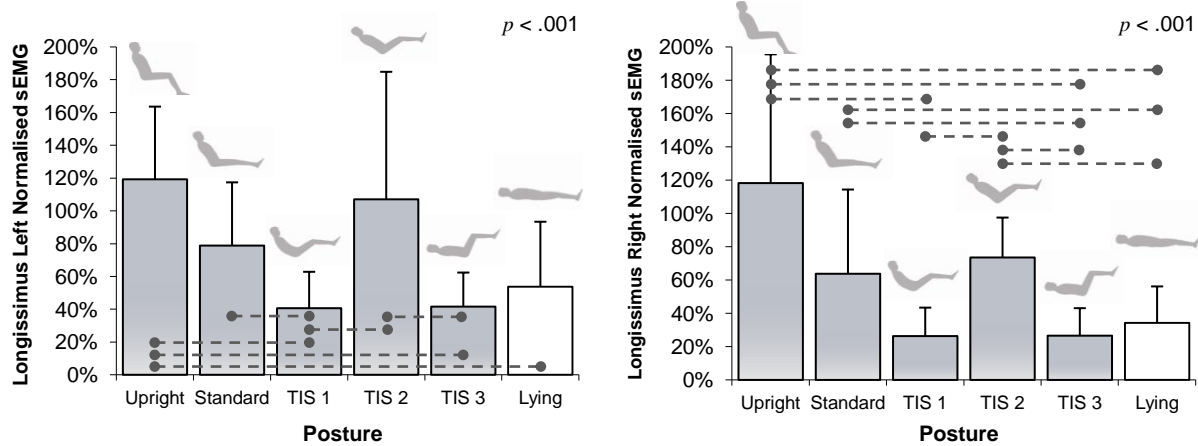 p < .001
200%
180%
160%
140%
120%
100%
80%
60%
40%
20%
0%
Longissimus Left Normalised sEMG
Upright Standard TIS 1 TIS 2 TIS 3 Lying
Posture
p < .001
200%
180%
160%
140%
120%
100%
80%
60%
40%
20%
0%
Longissimus Right Normalised sEMG
Upright Standard TIS 1 TIS 2 TIS 3 Lying
Posture